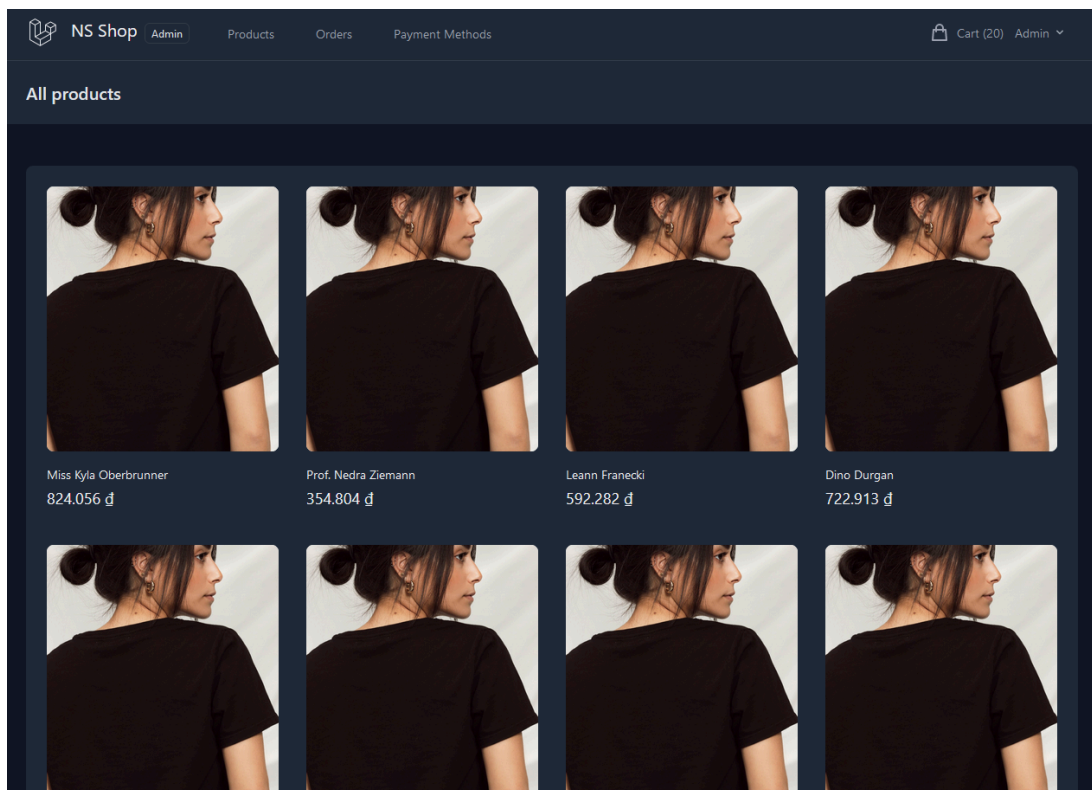 NS Shop Admin Products Orders Payment Methods Cart (20) Admin
All products
Miss Kyla Oberbrunner
824.056 ₫
Prof. Nedra Ziemann
354.804 ₫
Leann Franecki
592.282 ₫
Dino Durgan
722.913 ₫